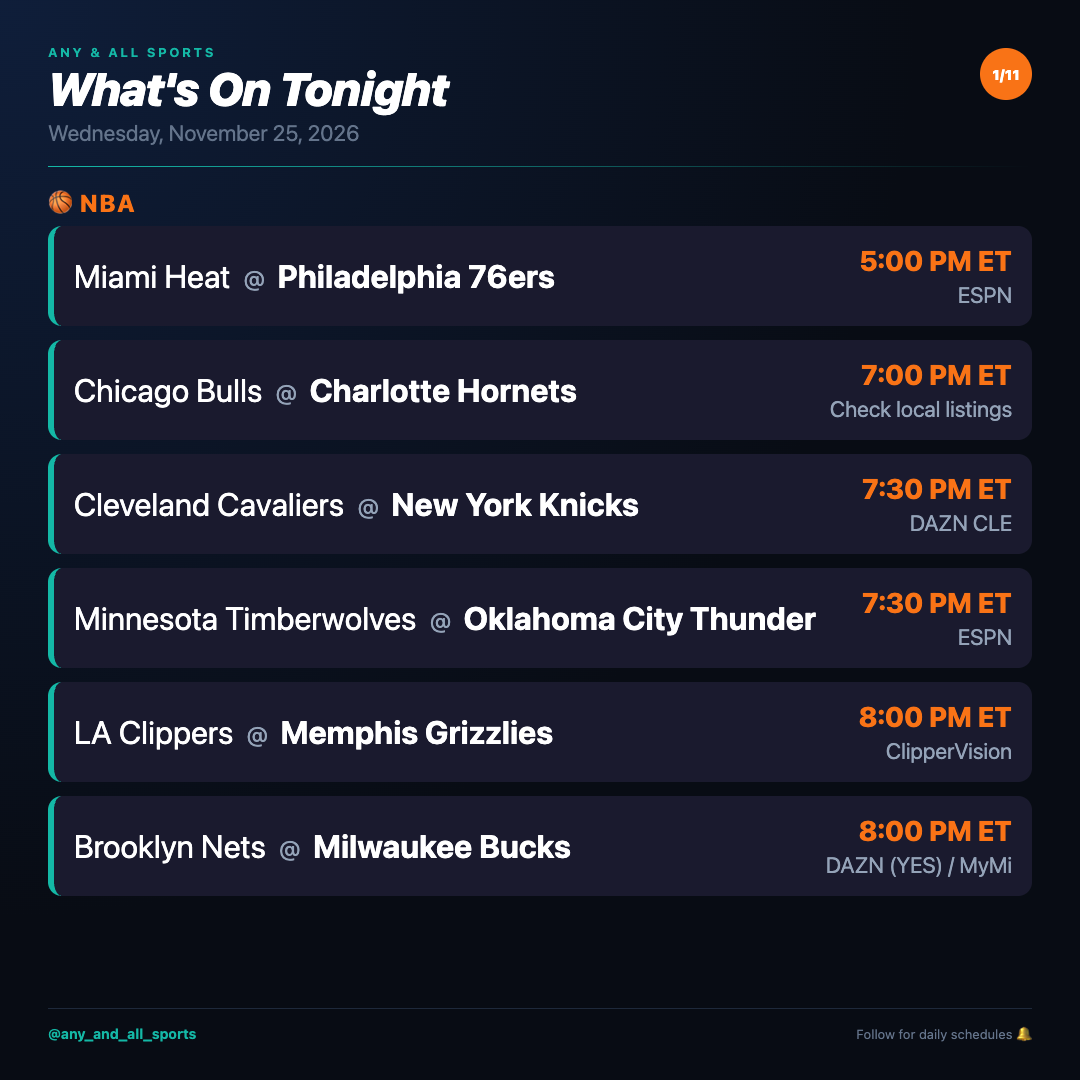 ANY & ALL SPORTS
What's On Tonight
1/11
Wednesday, November 25, 2026
🏀 NBA
Miami Heat @ Philadelphia 76ers
5:00 PM ET
ESPN
Chicago Bulls @ Charlotte Hornets
7:00 PM ET
Check local listings
Cleveland Cavaliers @ New York Knicks
7:30 PM ET
DAZN CLE
Minnesota Timberwolves @ Oklahoma City Thunder
7:30 PM ET
ESPN
LA Clippers @ Memphis Grizzlies
8:00 PM ET
ClipperVision
Brooklyn Nets @ Milwaukee Bucks
8:00 PM ET
DAZN (YES) / MyMi
@any_and_all_sports
Follow for daily schedules 🔔